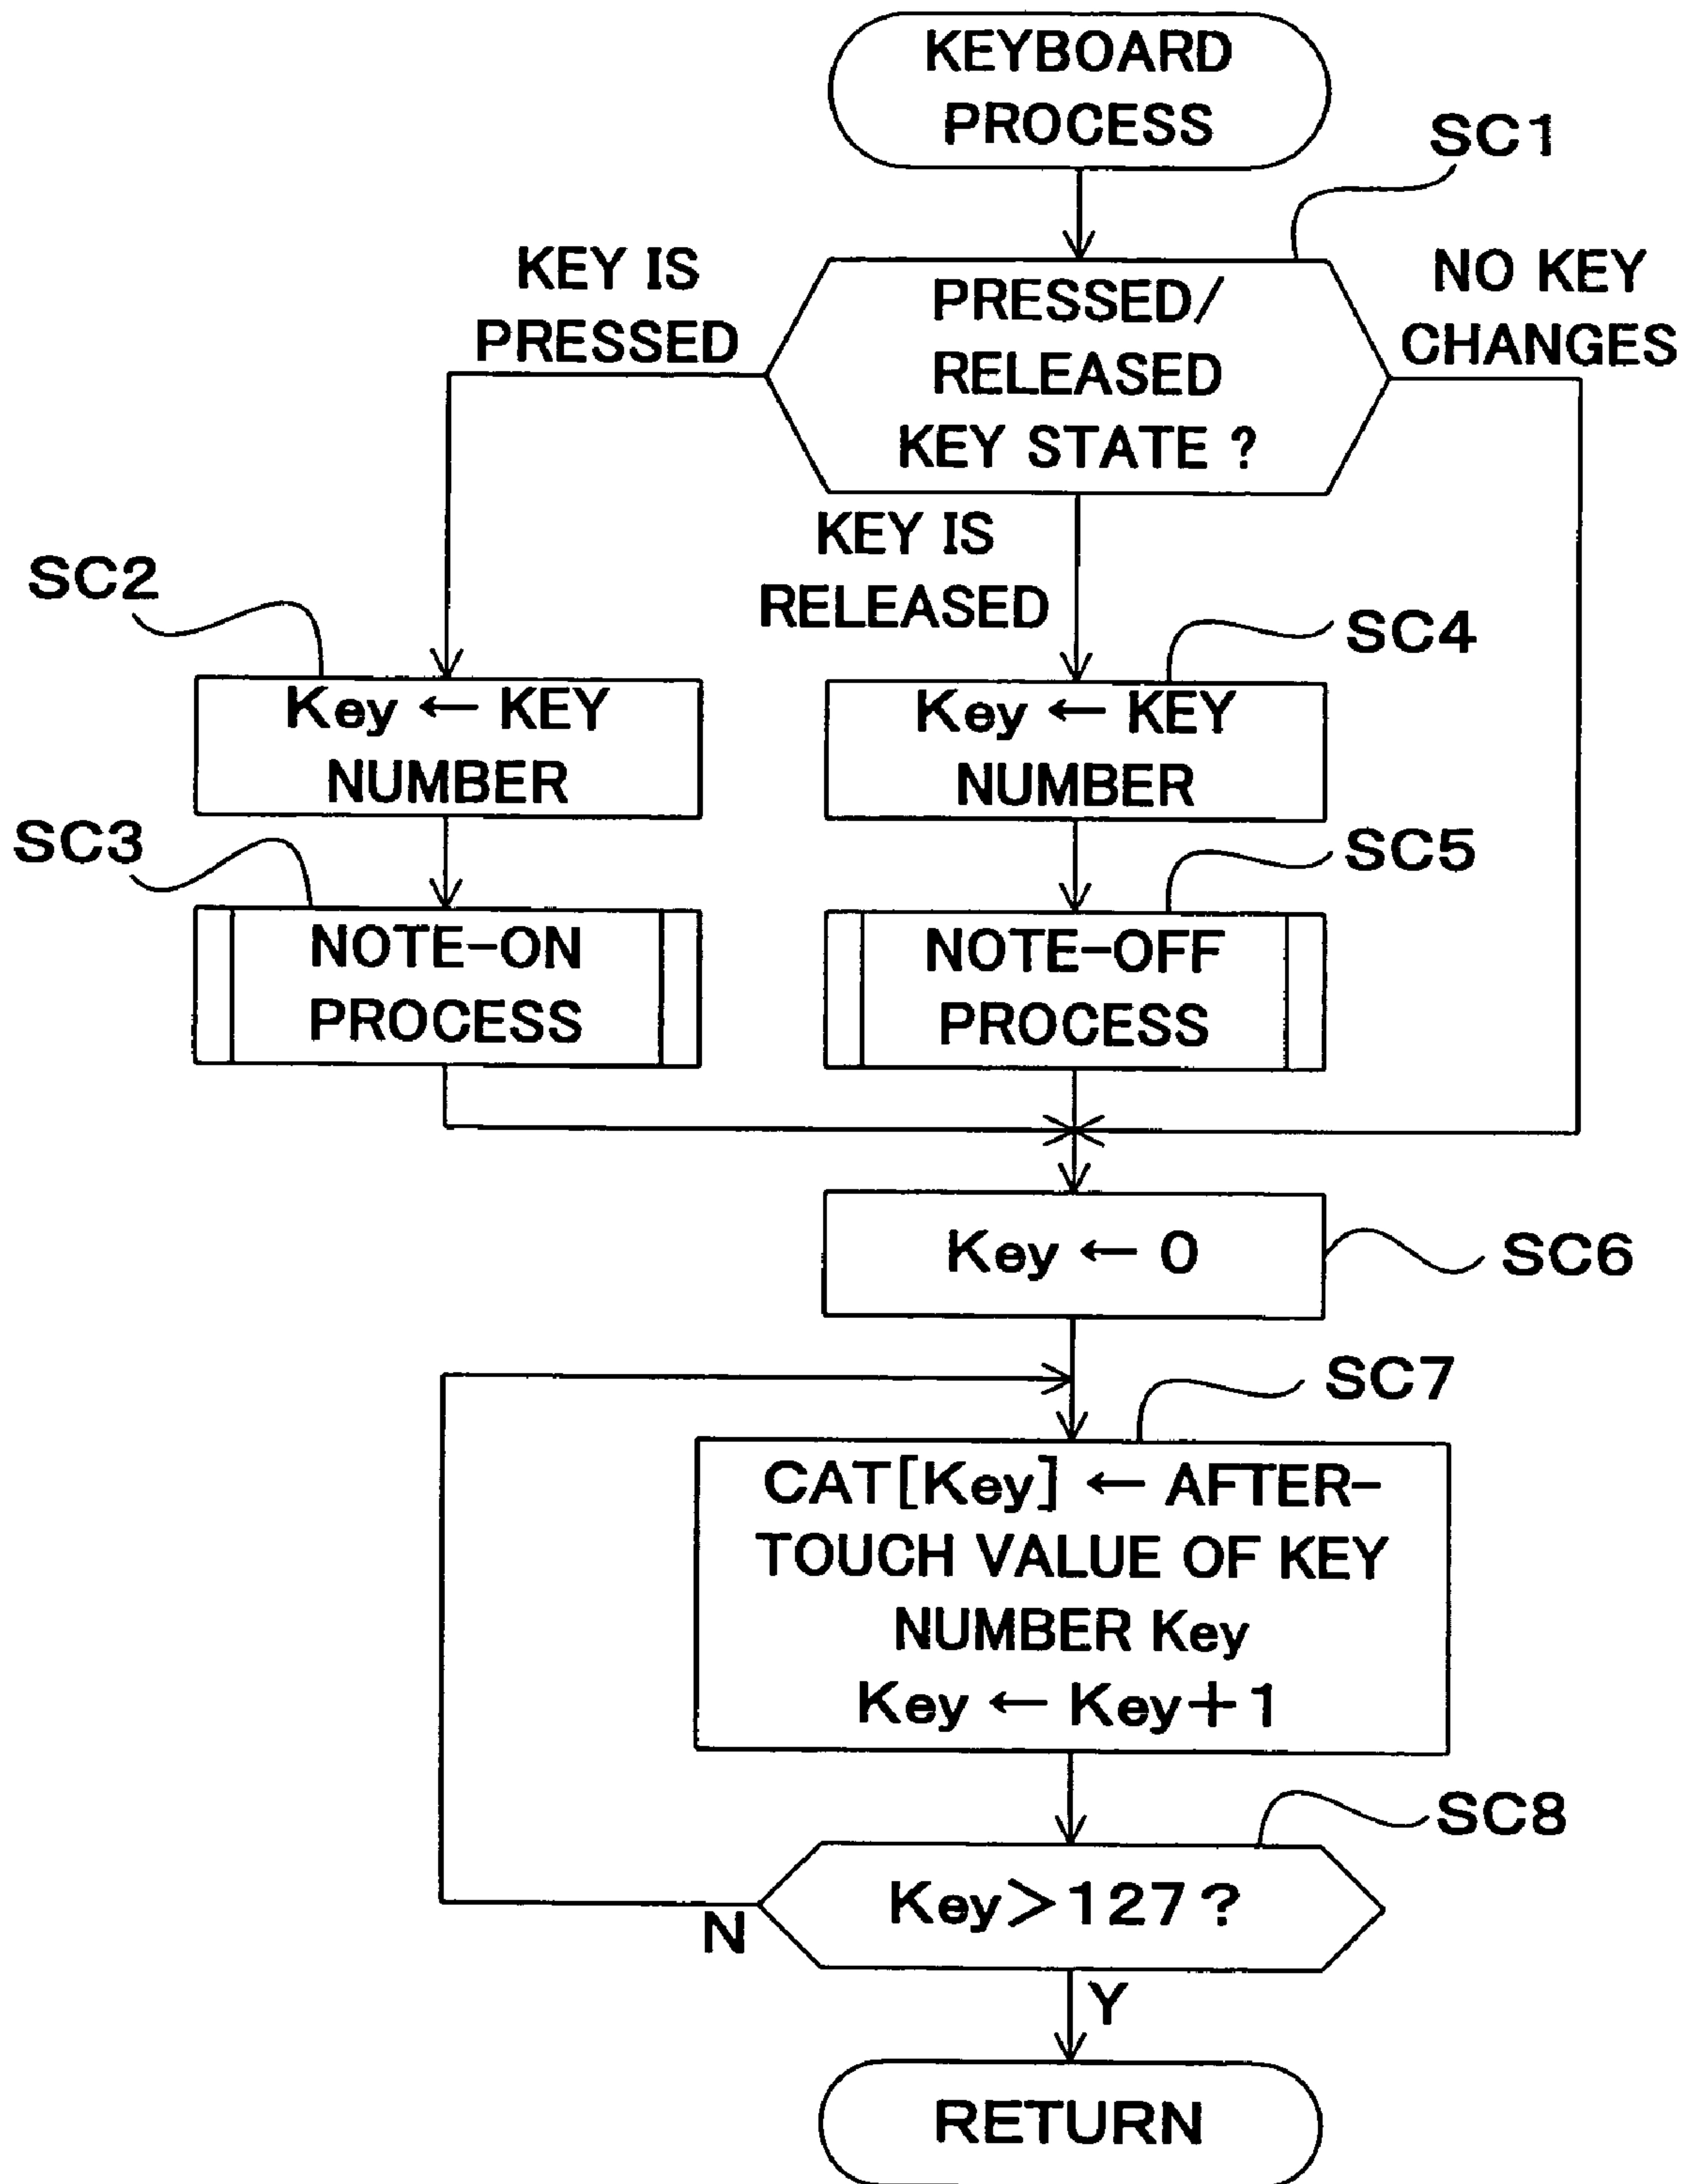 KEYBOARD
PROCESS
SC1
KEY IS
PRESSED
PRESSED/
RELEASED
KEY STATE ?
NO KEY
CHANGES
KEY IS
RELEASED
SC2
Key ← KEY
NUMBER
SC4
Key ← KEY
NUMBER
SC3
NOTE-ON
PROCESS
SC5
NOTE-OFF
PROCESS
Key ← 0
SC6
SC7
CAT[Key] ← AFTER-
TOUCH VALUE OF KEY
NUMBER Key
Key ← Key+1
SC8
Key>127?
N
Y
RETURN